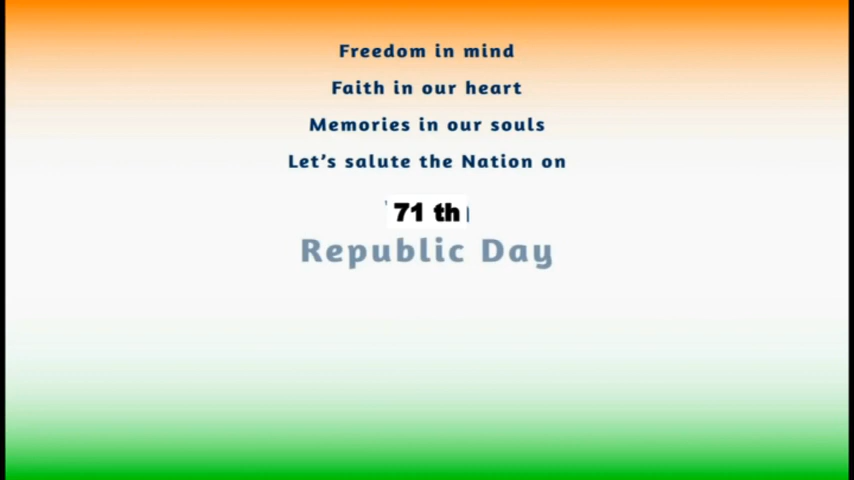 Freedom in mind
Faith in our heart
Memories in our souls
Let's salute the Nation on
71 th
Republic Day